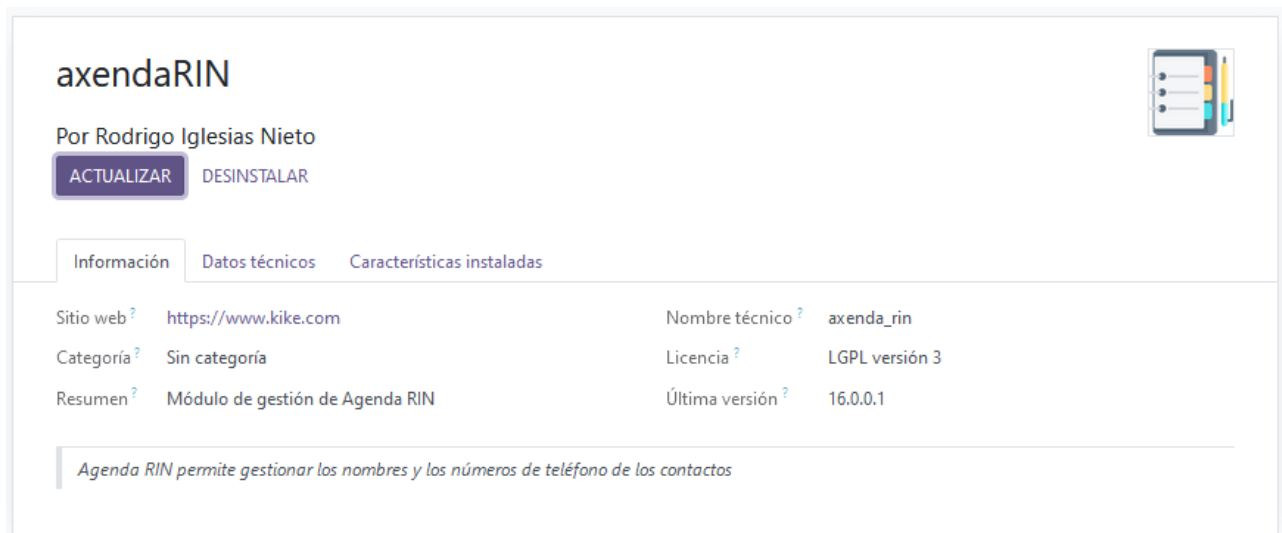 axendaRIN
Por Rodrigo Iglesias Nieto
ACTUALIZAR DESINSTALAR
Información Datos técnicos Características instaladas
Sitio web ? https://www.kike.com Nombre técnico ? axenda_rin
Categoría ? Sin categoría Licencia ? LGPL versión 3
Resumen ? Módulo de gestión de Agenda RIN Última versión ? 16.0.0.1
Agenda RIN permite gestionar los nombres y los números de teléfono de los contactos